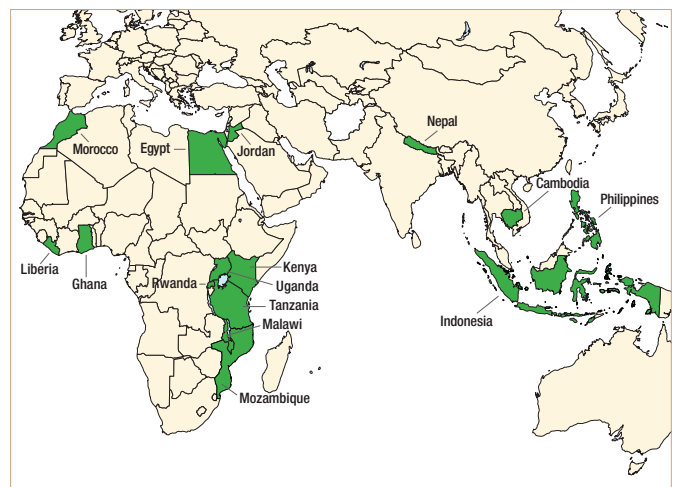 Nepal
Morocco
Egypt
Jordan
Cambodia
Philippines
Liberia
Ghana
Rwanda
Kenya
Uganda
Tanzania
Malawi
Indonesia
Mozambique